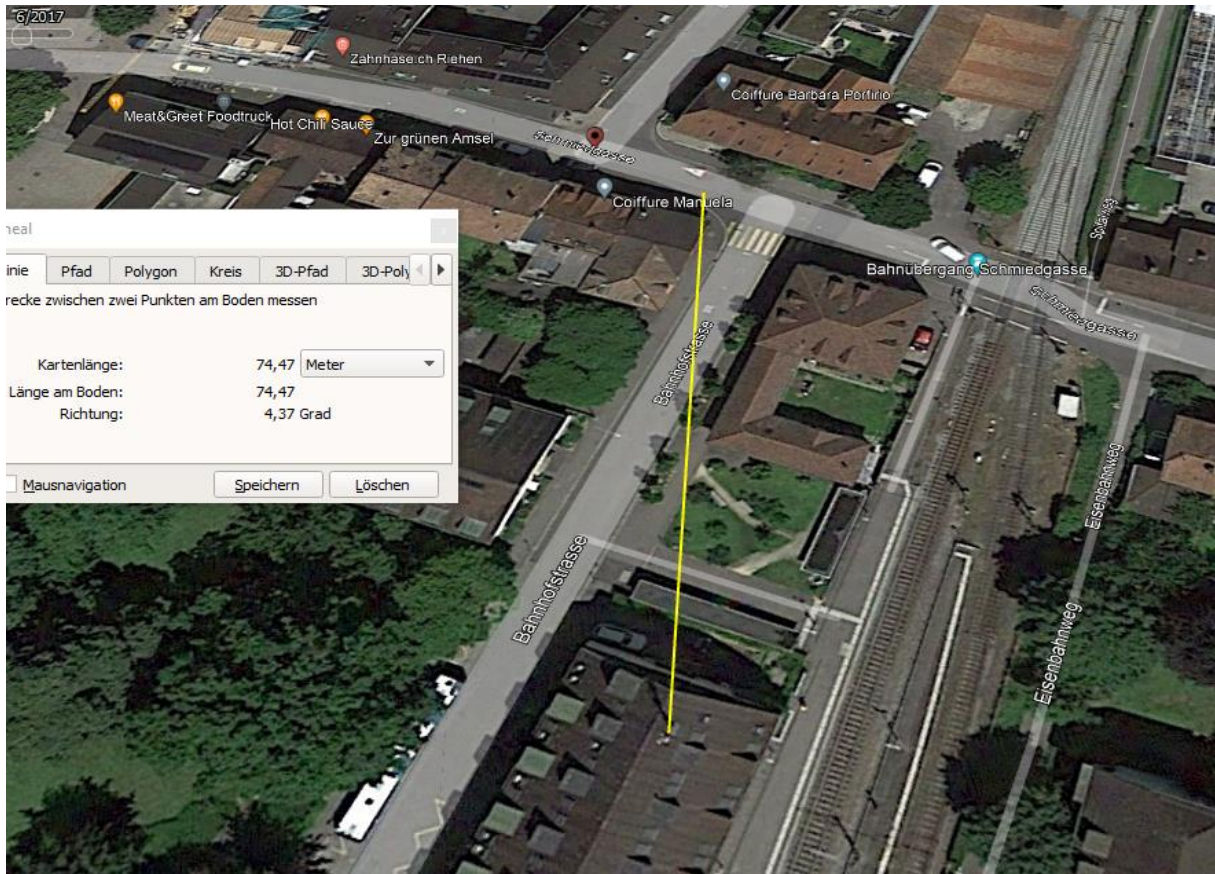 6/2017
Zahnhase ch Riehen
Coiffure Barbara Porfirio
Meat&Greet Foodtruck
Hot Chili Sauce
Zur grünen Amsel
Schmiedgasse
Coiffure Manuela
Spitalweg
Bahnübergang Schmiedgasse
Schmiedgasse
neal
inie Pfad Polygon Kreis 3D-Pfad 3D-Poly
recke zwischen zwei Punkten am Boden messen
Kartenlänge: 74,47 Meter
Länge am Boden: 74,47
Richtung: 4,37 Grad
Mausnavigation Speichern Löschen
Bahnhofstrasse
Eisenbahnweg
Bahnhofstrasse
Eisenbahnweg